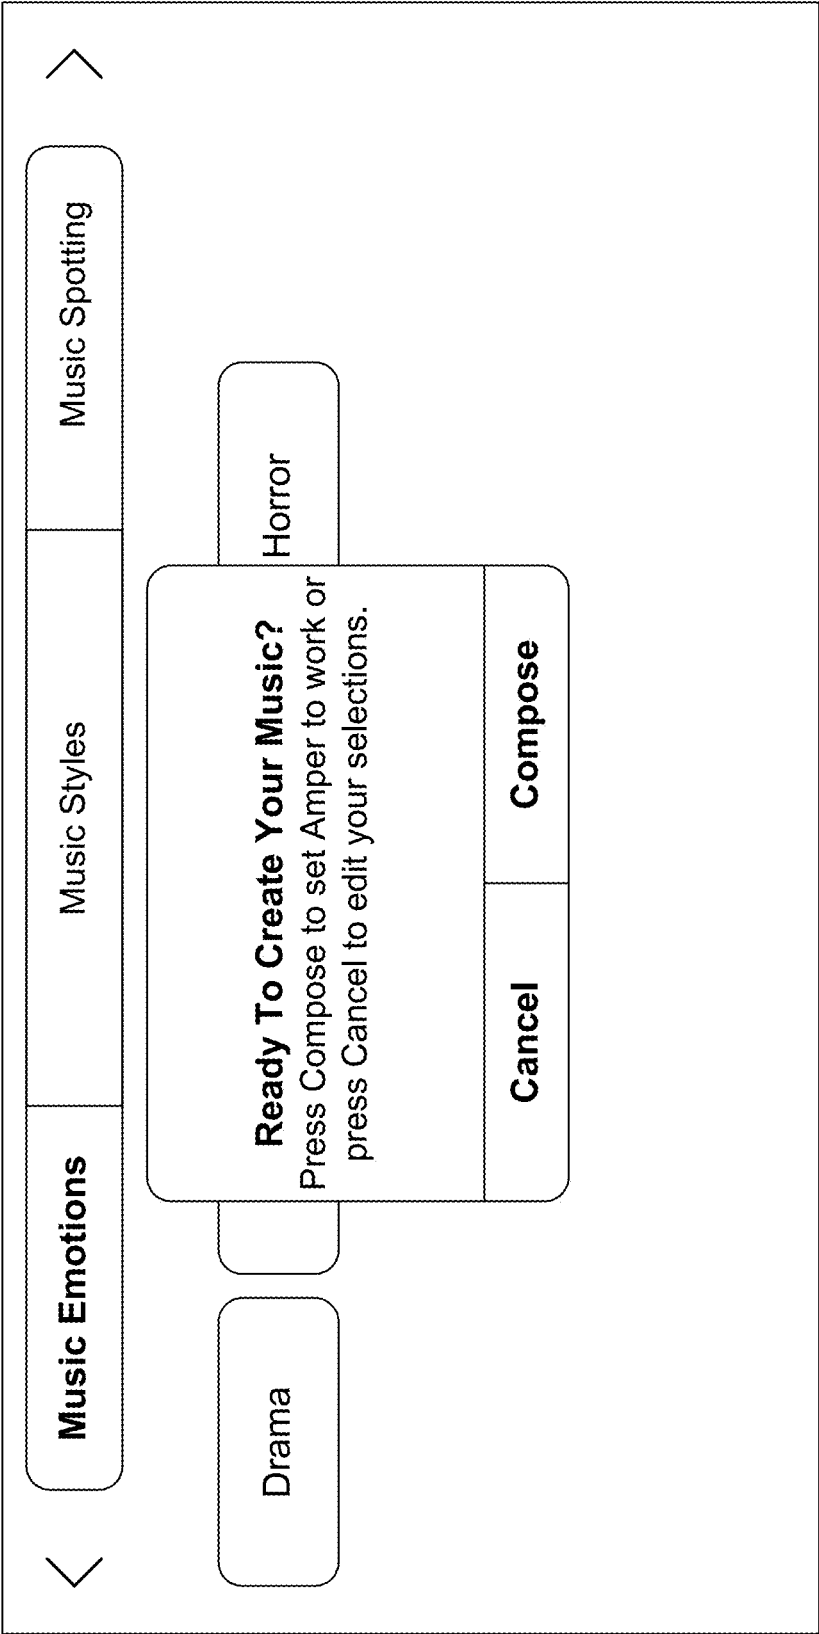 Music Emotions
Music Styles
Music Spotting
Drama
Horror
Ready To Create Your Music?
Press Compose to set Amper to work or
press Cancel to edit your selections.
Cancel
Compose